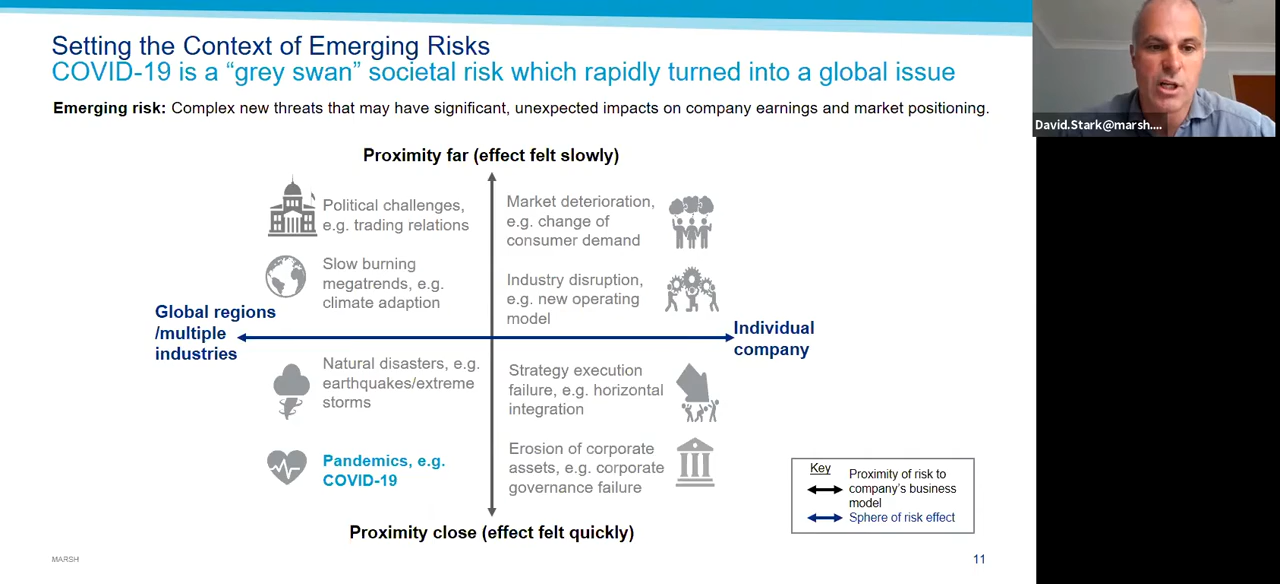 Setting the Context of Emerging Risks
COVID-19 is a “grey swan” societal risk which rapidly turned into a global issue
Emerging risk: Complex new threats that may have significant, unexpected impacts on company earnings and market positioning.
David.Stark@marsh....
Proximity far (effect felt slowly)
Political challenges,
e.g. trading relations
Market deterioration,
e.g. change of
consumer demand
Slow burning
megatrends, e.g.
climate adaption
Industry disruption,
e.g. new operating
model
Global regions
/multiple
industries
Individual
company
Natural disasters, e.g.
earthquakes/extreme
storms
Strategy execution
failure, e.g. horizontal
integration
Pandemics, e.g.
COVID-19
Erosion of corporate
assets, e.g. corporate
governance failure
Key
Proximity of risk to
company’s business
model
Sphere of risk effect
Proximity close (effect felt quickly)
MARSH
11